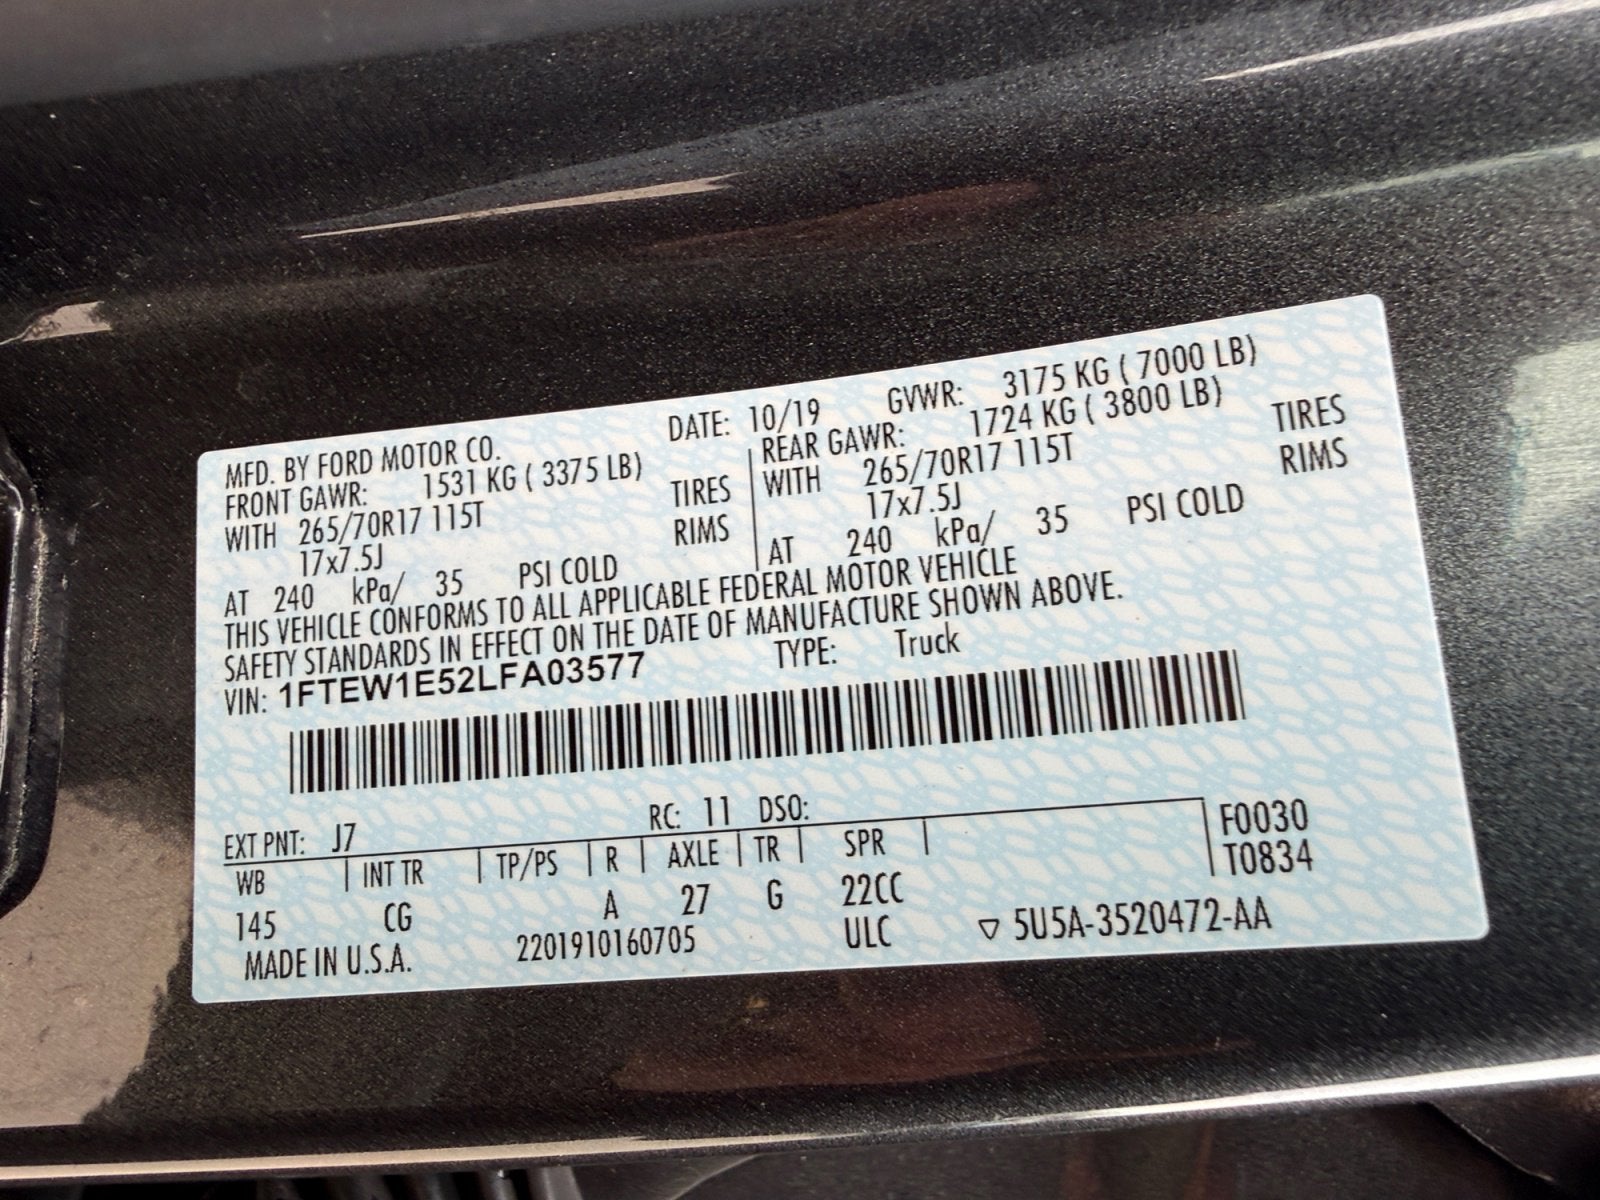 MFD. BY FORD MOTOR CO. DATE: 10/19 GVWR: 3175 KG ( 7000 LB)
FRONT GAWR: 1531 KG ( 3375 LB) REAR GAWR: 1724 KG ( 3800 LB)
WITH 265/70R17 115T TIRES WITH 265/70R17 115T TIRES
17x7.5J RIMS 17x7.5J RIMS
AT 240 kPa/ 35 PSI COLD AT 240 kPa/ 35 PSI COLD
THIS VEHICLE CONFORMS TO ALL APPLICABLE FEDERAL MOTOR VEHICLE
SAFETY STANDARDS IN EFFECT ON THE DATE OF MANUFACTURE SHOWN ABOVE.
VIN: 1FTEW1E52LFA03577 TYPE: Truck
EXT PNT: J7 RC: 11 DSO: F0030
WB INT TR TP/PS R AXLE TR SPR T0834
145 CG A 27 G 22CC
MADE IN U.S.A. 2201910160705 ULC ▽ 5U5A-3520472-AA